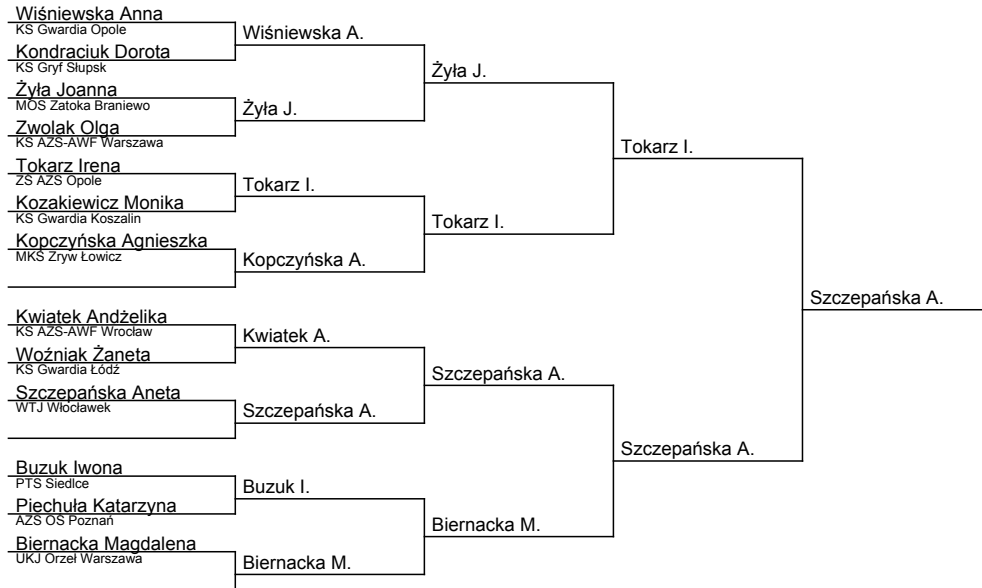 Wiśniewska Anna
KS Gwardia Opole
Kondraciuk Dorota
KS Gryf Słupsk
Żyła Joanna
MOS Zatoka Braniewo
Zwolak Olga
KS AZS-AWF Warszawa
Tokarz Irena
ZS AZS Opole
Kozakiewicz Monika
KS Gwardia Koszalin
Kopczyńska Agnieszka
MKS Zryw Łowicz
Kwiatek Andżelika
KS AZS-AWF Wrocław
Woźniak Żaneta
KS Gwardia Łódź
Szczepańska Aneta
WTJ Włocławek
Buzuk Iwona
PTS Siedlce
Piechuła Katarzyna
AZS OŚ Poznań
Biernacka Magdalena
UKJ Orzeł Warszawa
Wiśniewska A.
Żyła J.
Tokarz I.
Kopczyńska A.
Kwiatek A.
Szczepańska A.
Buzuk I.
Biernacka M.
Żyła J.
Tokarz I.
Szczepańska A.
Biernacka M.
Tokarz I.
Szczepańska A.
Szczepańska A.